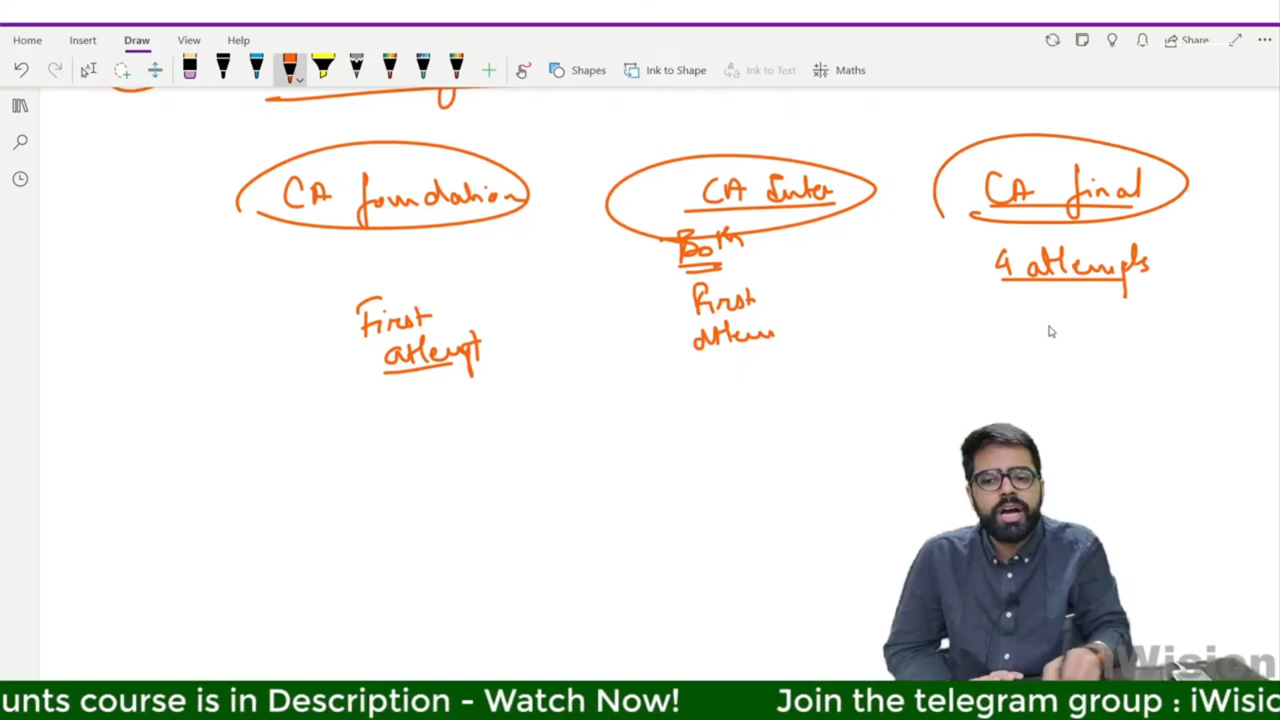 Home Insert Draw View Help
Share
Shapes
Ink to Shape
Ink to Text
Maths
CA foundation
CA Inter
CA final
Both
4 attempts
First
attempt
First
Wision
unts course is in Description - Watch Now! Join the telegram group : iWisio